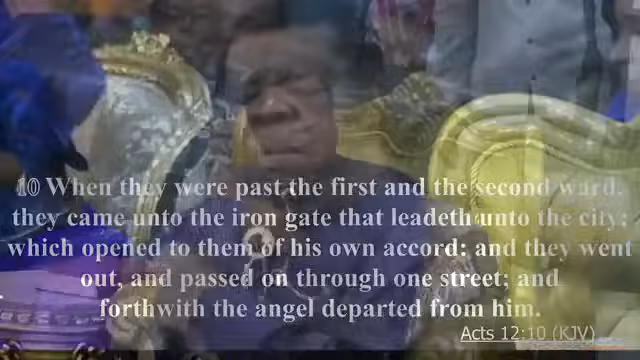 10 When they were past the first and the second ward,
they came unto the iron gate that leadeth unto the city;
which opened to them of his own accord: and they went
out, and passed on through one street; and
forthwith the angel departed from him.
Acts 12:10 (KJV)